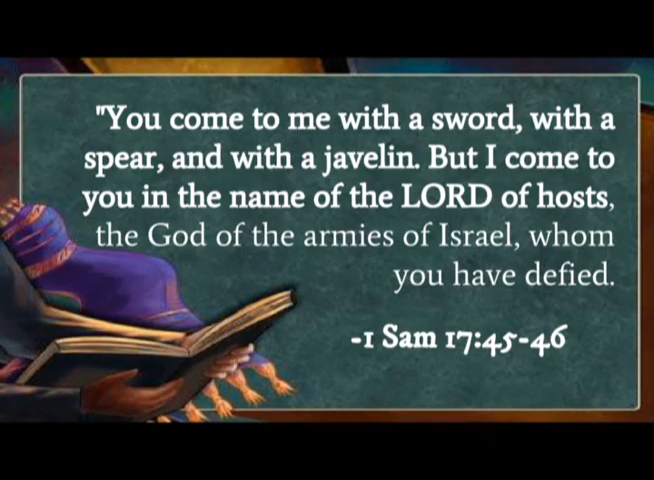 "You come to me with a sword, with a
spear, and with a javelin. But I come to
you in the name of the LORD of hosts,
the God of the armies of Israel, whom
you have defied.
-1 Sam 17:45-46